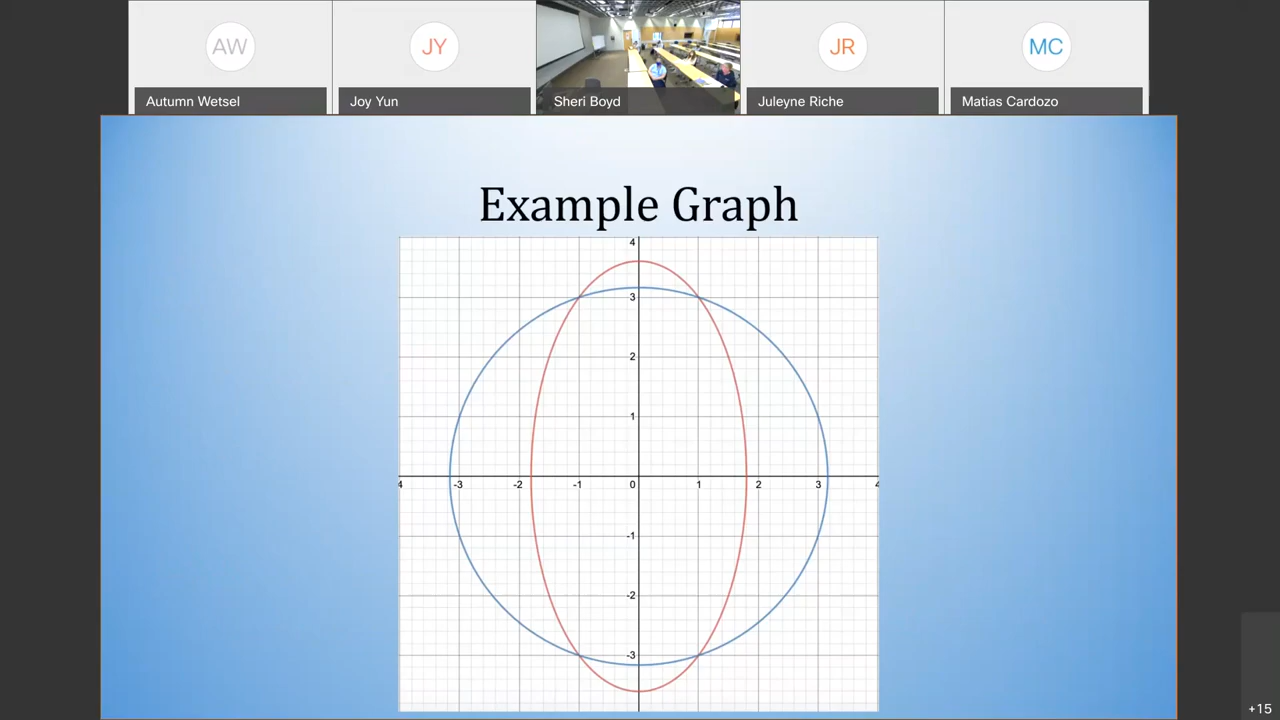 AW
JY
JR
MC
Autumn Wetsel
Joy Yun
Sheri Boyd
Juleyne Riche
Matias Cardozo
Example Graph
4
3
2
1
4 -3 -2 -1 0 1 2 3 4
-1
-2
-3
+15